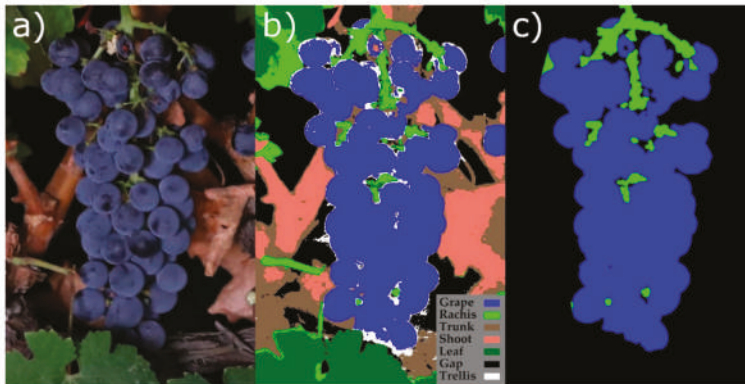 a)
b)
c)
Grape
Rachis
Trunk
Shoot
Leaf
Gap
Trellis